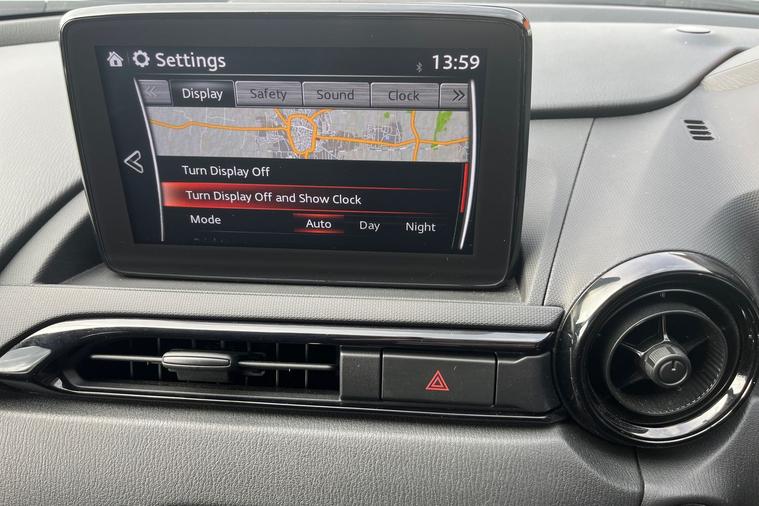 Settings 13:59
Display Safety Sound Clock
Turn Display Off
Turn Display Off and Show Clock
Mode Auto Day Night